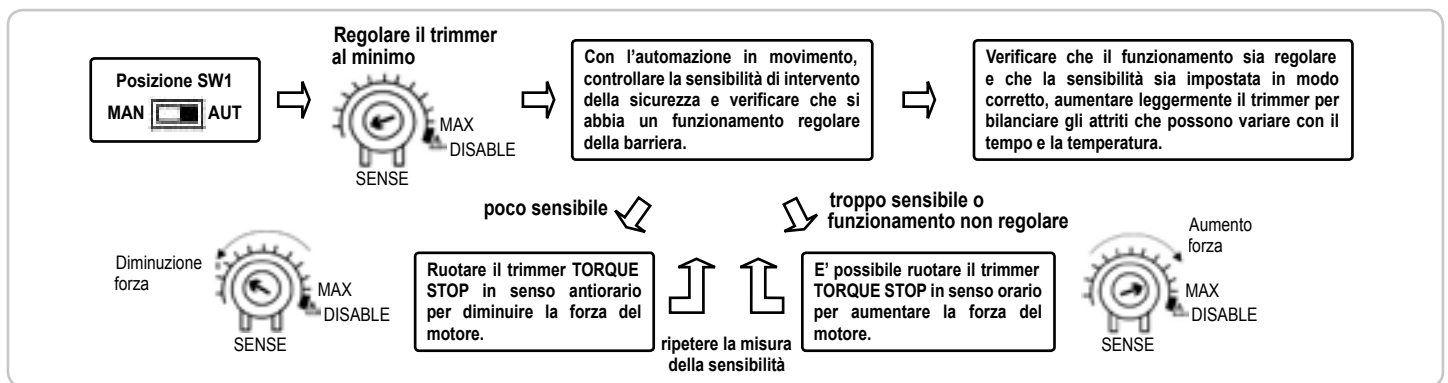 Posizione SW1
MAN AUT
Regolare il trimmer
al minimo
MAX
DISABLE
SENSE
Con l'automazione in movimento,
controllare la sensibilità di intervento
della sicurezza e verificare che si
abbia un funzionamento regolare
della barriera.
Verificare che il funzionamento sia regolare
e che la sensibilità sia impostata in modo
corretto, aumentare leggermente il trimmer per
bilanciare gli attriti che possono variare con il
tempo e la temperatura.
poco sensibile
troppo sensibile o
funzionamento non regolare
Diminuzione
forza
MAX
DISABLE
SENSE
Ruotare il trimmer TORQUE
STOP in senso antiorario
per diminuire la forza del
motore.
ripetere la misura
della sensibilità
E' possibile ruotare il trimmer
TORQUE STOP in senso orario
per aumentare la forza del
motore.
Aumento
forza
MAX
DISABLE
SENSE